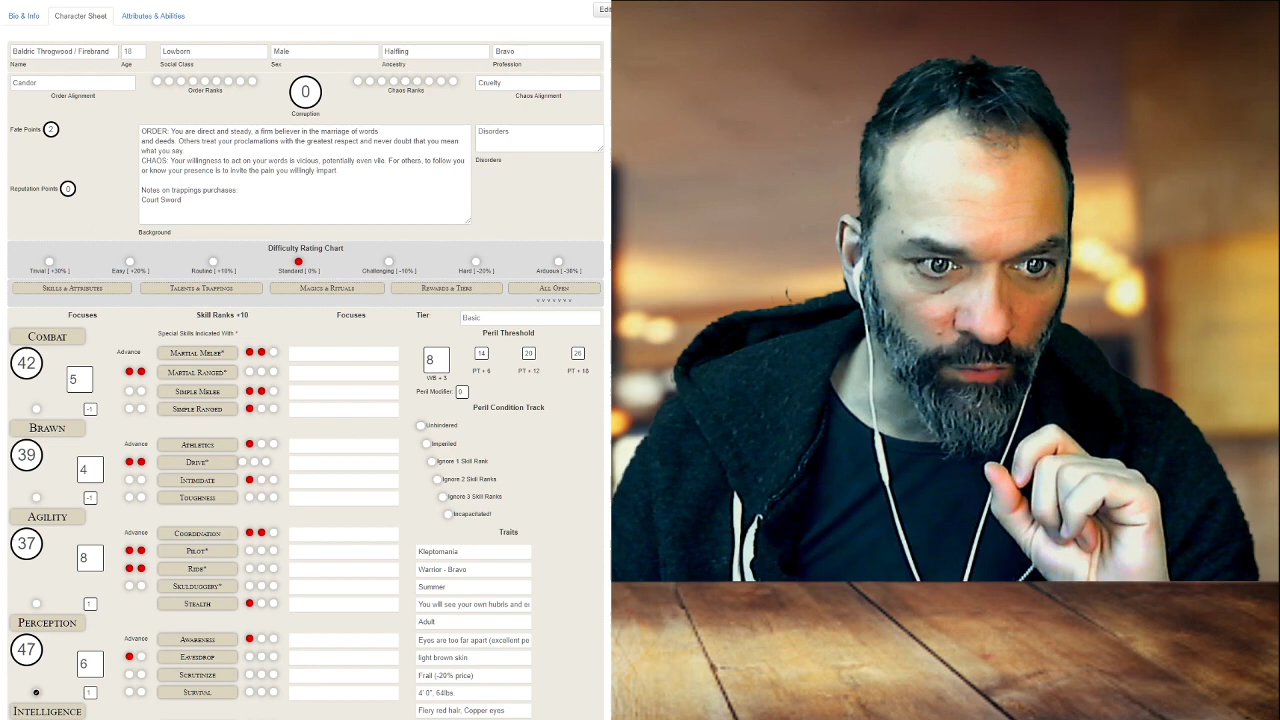 Bio & Info
Character Sheet
Attributes & Abilities
Baldric Throgwood / Firebrand
18
Lowborn
Male
Halfling
Bravo
Name
Age
Social Class
Sex
Ancestry
Profession
Candor
0
Cruelty
Order Alignment
Order Ranks
Corruption
Chaos Ranks
Chaos Alignment
Fate Points
2
Reputation Points
0
ORDER: You are direct and steady, a firm believer in the marriage of words
and deeds. Others treat your proclamations with the greatest respect and never doubt that you mean
what you say.
CHAOS: Your willingness to act on your words is vicious, potentially even vile. For others, to follow you
or know your presence is to invite the pain you willingly impart
Notes on trappings purchases:
Court Sword
Background
Disorders
Disorders
Difficulty Rating Chart
Trivial [ +30% ]
Easy [ +20% ]
Routine [ +10% ]
Standard [ 0% ]
Challenging [ -10% ]
Hard [ -20% ]
Arduous [ -30% ]
Skills & Attributes
Talents & Trappings
Magics & Rituals
Rewards & Tiers
All Open
v v v v v v v
Focuses
Skill Ranks +10
Focuses
Tier
Basic
Combat
Special Skills Indicated With *
Peril Threshold
42
5
-1
Advance
Martial Melee*
Martial Ranged*
Simple Melee
Simple Ranged
8
14
20
26
WB + 3
PT + 6
PT + 12
PT + 18
Peril Modifier:
0
Peril Condition Track
Unhindered
Imperiled
Ignore 1 Skill Rank
Ignore 2 Skill Ranks
Ignore 3 Skill Ranks
Incapacitated!
Brawn
39
4
-1
Advance
Athletics
Drive*
Intimidate
Toughness
Agility
37
8
1
Advance
Coordination
Pilot*
Ride*
Skulduggery*
Stealth
Traits
Kleptomania
Warrior - Bravo
Summer
You will see your own hubris and
Adult
Eyes are too far apart (excellent pe
light brown skin
Frail (-20% price)
4' 0", 64lbs.
Fiery red hair, Copper eyes
Perception
47
6
1
Advance
Awareness
Eavesdrop
Scrutinize
Survival
Intelligence